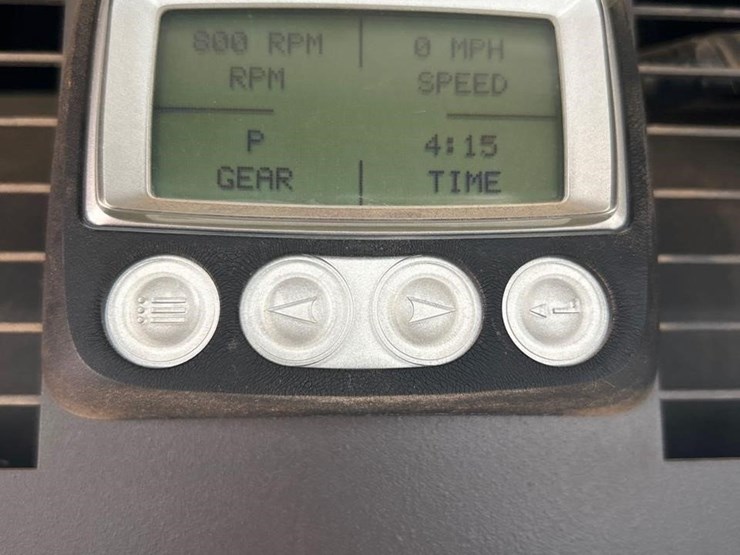 800 RPM
RPM
0 MPH
SPEED
P
GEAR
4:15
TIME